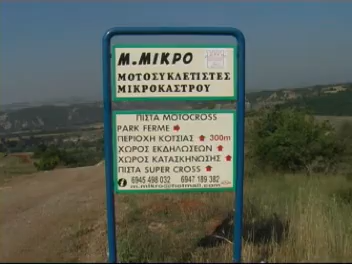 Μ.ΜΙΚΡΟ
ΜΟΤΟΣΥΚΛΕΤΙΣΤΕΣ
ΜΙΚΡΟΚΑΣΤΡΟΥ
ΠΙΣΤΑ MOTOCROSS
PARK FERME
ΠΕΡΙΟΧΗ ΚΟΤΣΙΑΣ 300m
ΧΩΡΟΣ ΕΚΔΗΛΩΣΕΩΝ
ΧΩΡΟΣ ΚΑΤΑΣΚΗΝΩΣΗΣ
ΠΙΣΤΑ SUPER CROSS
6945 498 032 6947 189 382
m.mikro@hotmail.com